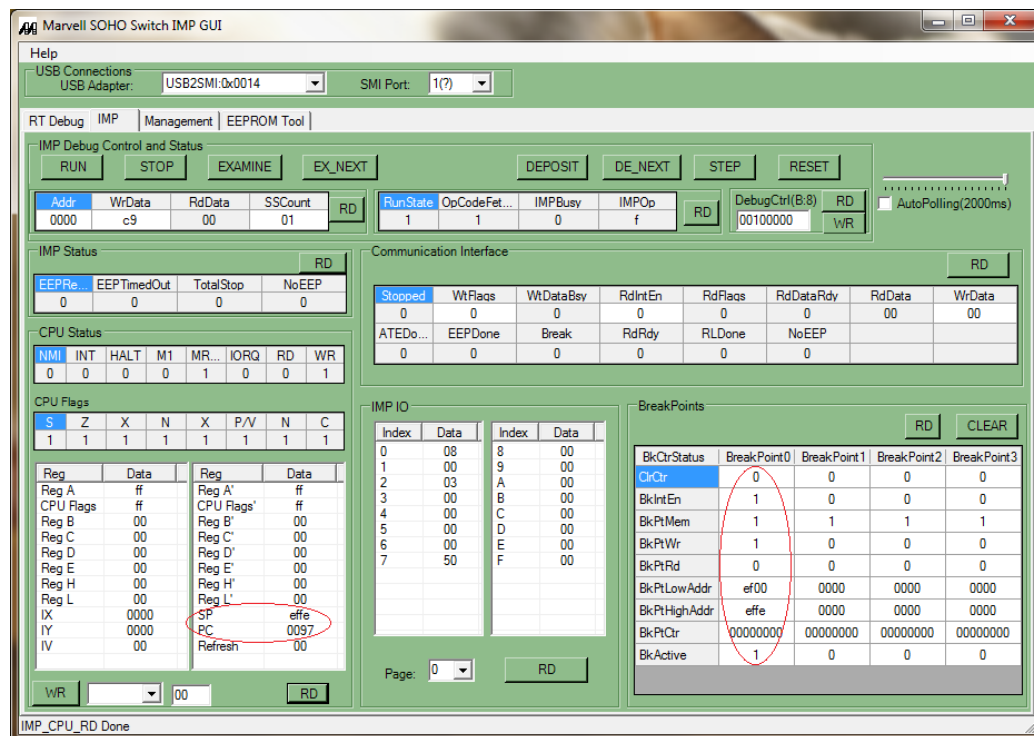 Marvell SOHO Switch IMP GUI
Help
USB Connections
USB Adapter: USB2SMI:0x0014 SMI Port: 1(?)
RT Debug IMP Management EEPROM Tool
IMP Debug Control and Status
RUN STOP EXAMINE EX_NEXT DEPOSIT DE_NEXT STEP RESET
Addr WrData RdData SSCount RD
0000 c9 00 01
RunState OpCodeFet... IMPBusy IMPOp RD
1 1 0 f
DebugCtrl(B:8) RD
00100000 WR
AutoPolling(2000ms)
IMP Status
RD
EEPRe... EEPTimedOut TotalStop NoEEP
0 0 0 0
Communication Interface
RD
Stopped WtFlags WtDataBsy RdIntEn RdFlags RdDataRdy RdData WrData
0 0 0 0 0 0 00 00
ATEDo... EEPDone Break RdRdy RLDone NoEEP
0 0 0 0 0 0
CPU Status
NMI INT HALT M1 MR... IORQ RD WR
0 0 0 0 1 0 0 1
CPU Flags
S Z X N X P/V N C
1 1 1 1 1 1 1 1
Reg Data Reg Data
Reg A ff Reg A' ff
CPU Flags ff CPU Flags' ff
Reg B 00 Reg B' 00
Reg C 00 Reg C' 00
Reg D 00 Reg D' 00
Reg E 00 Reg E' 00
Reg H 00 Reg H' 00
Reg L 00 Reg L' 00
IX 0000 SP effe
IY 0000 PC 0097
IV 00 Refresh 00
WR 00 RD
IMP IO
Index Data Index Data
0 08 8 00
1 00 9 00
2 03 A 00
3 00 B 00
4 00 C 00
5 00 D 00
6 00 E 00
7 50 F 00
Page: 0 RD
BreakPoints
RD CLEAR
BkCtrStatus BreakPoint0 BreakPoint1 BreakPoint2 BreakPoint3
ClrCtr 0 0 0 0
BkIntEn 1 0 0 0
BkPtMem 1 1 1 1
BkPtWr 1 0 0 0
BkPtRd 0 0 0 0
BkPtLowAddr ef00 0000 0000 0000
BkPtHighAddr effe 0000 0000 0000
BkPtCtr 00000000 00000000 00000000 00000000
BkActive 1 0 0 0
IMP_CPU_RD Done